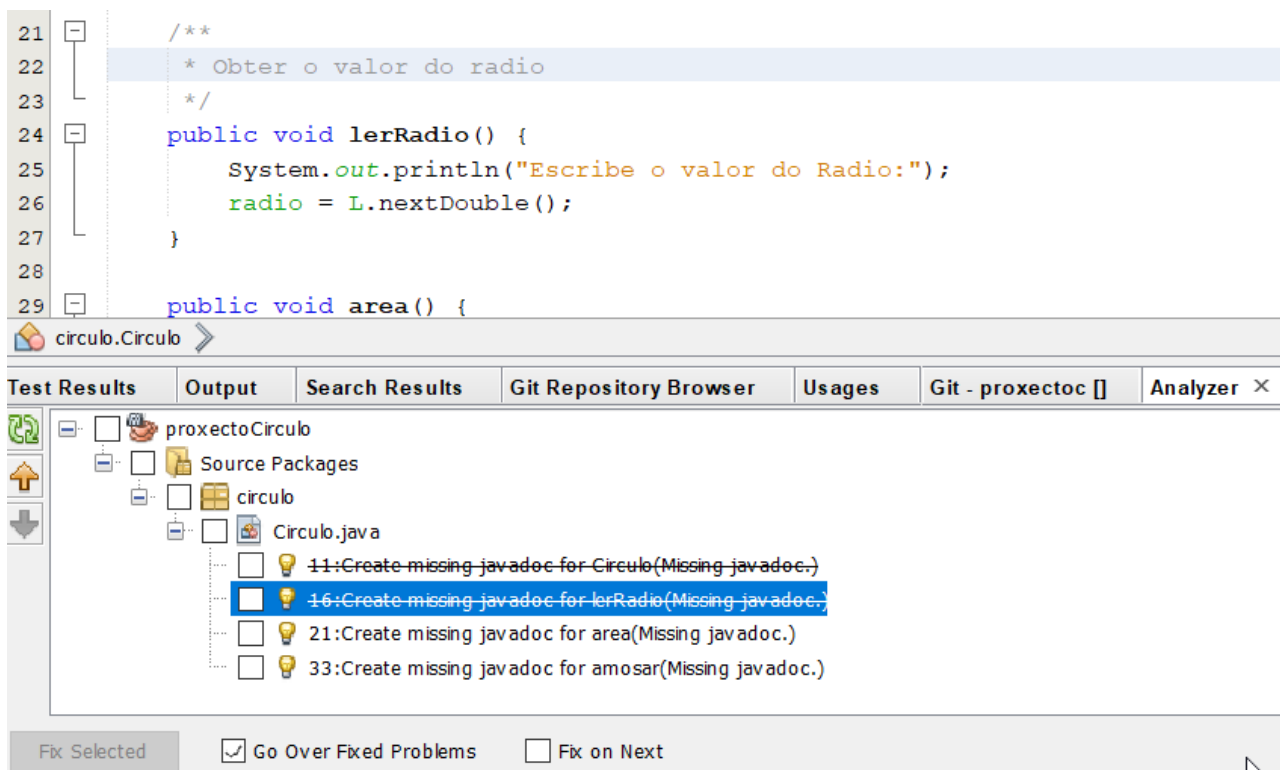 21 /**
22 * Obter o valor do radio
23 */
24 public void lerRadio() {
25 System.out.println("Escribe o valor do Radio:");
26 radio = L.nextDouble();
27 }
28
29 public void area() {
circulo.Circulo
Test Results Output Search Results Git Repository Browser Usages Git - proxectoc [] Analyzer ×
proxectoCirculo
Source Packages
circulo
Circulo.java
11:Create missing javadoc for Circulo(Missing javadoc.)
16:Create missing javadoc for lerRadio(Missing javadoc.)
21:Create missing javadoc for area(Missing javadoc.)
33:Create missing javadoc for amosar(Missing javadoc.)
Fix Selected Go Over Fixed Problems Fix on Next